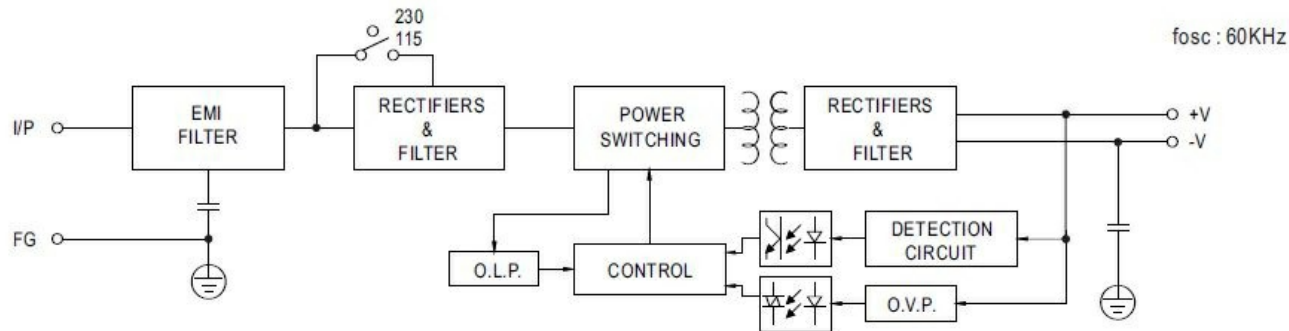 230
115
fosc : 60KHz
I/P
EMI
FILTER
RECTIFIERS
&
FILTER
POWER
SWITCHING
RECTIFIERS
&
FILTER
+V
-V
FG
O.L.P.
CONTROL
DETECTION
CIRCUIT
O.V.P.